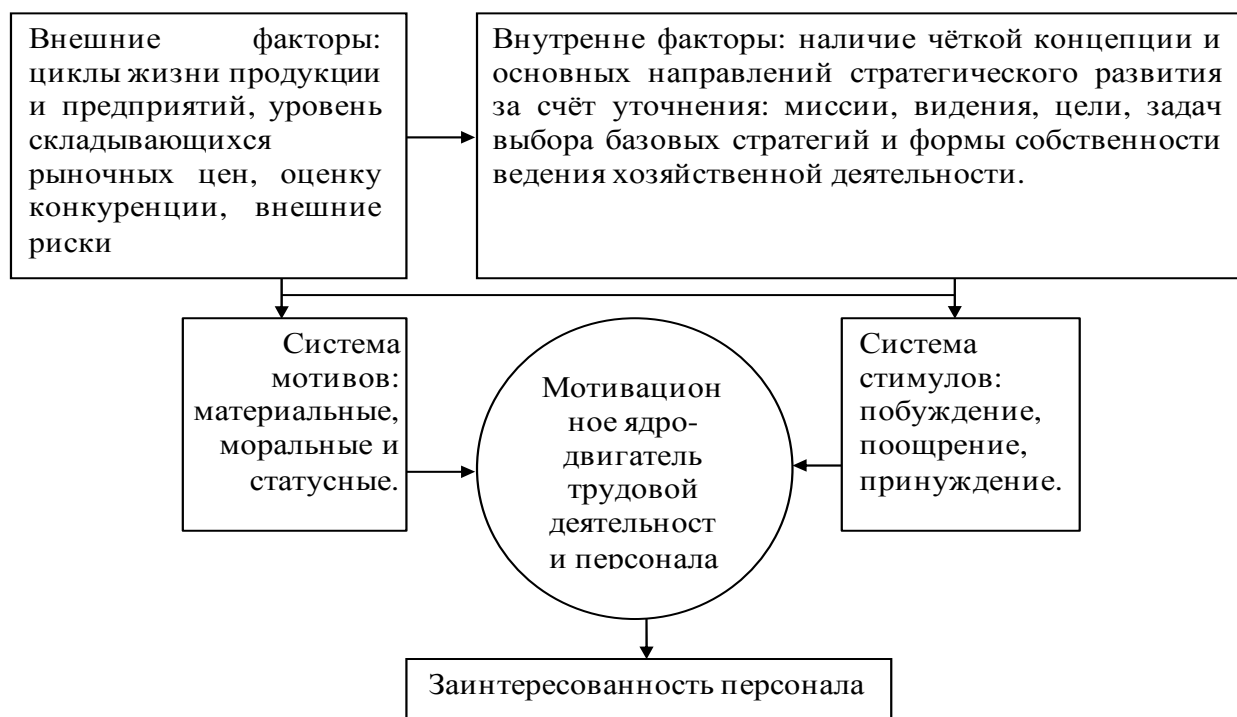 Внешние факторы:
циклы жизни продукции
и предприятий, уровень
складывающихся
рыночных цен, оценку
конкуренции, внешние
риски
Внутренне факторы: наличие чёткой концепции и
основных направлений стратегического развития
за счёт уточнения: миссии, видения, цели, задач
выбора базовых стратегий и формы собственности
ведения хозяйственной деятельности.
Система
мотивов:
материальные,
моральные и
статусные.
Мотивацион
ное ядро-
двигатель
трудовой
деятельност
и персонала
Система
стимулов:
побуждение,
поощрение,
принуждение.
Заинтересованность персонала